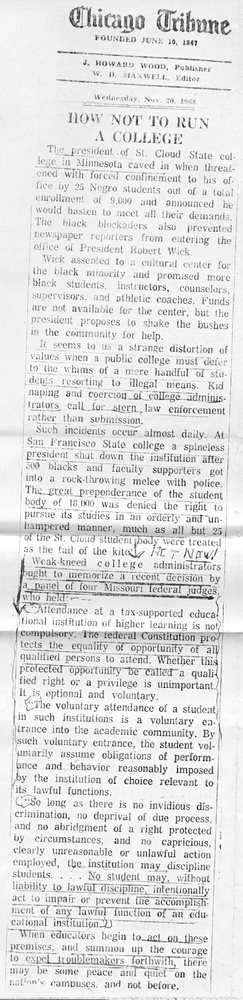 Chicago Tribune
FOUNDED JUNE 10, 1847
J. HOWARD WOOD, Publisher
W. D. MAXWELL, Editor
Wednesday, Nov. 20, 1968
HOW NOT TO RUN
A COLLEGE
The president of St. Cloud State col-
lege in Minnesota caved in when threat-
ened with forced confinement to his of-
fice by 25 Negro students out of a total
enrollment of 9,000 and announced he
would hasten to meet all their demands.
The black blockaders also prevented
newspaper reporters from entering the
office of President Robert Wick.
Wick assented to a cultural center for
the black minority and promised more
black students, instructors, counselors,
supervisors, and athletic coaches. Funds
are not available for the center, but the
president proposes to shake the bushes
in the community for help.
It seems to us a strange distortion of
values when a public college must defer
to the whims of a mere handful of stu-
dents resorting to illegal means. Kid
naping and coercion of college adminis-
trators call for stern law enforcement
rather than submission.
Such incidents occur almost daily. At
San Francisco State college a spineless
president shut down the institution after
500 blacks and faculty supporters got
into a rock-throwing melee with police.
The great preponderance of the student
body of 18,000 was denied the right to
pursue its studies in an orderly and un-
hampered manner, almuch as all but 25
of the St. Cloud student body were treated
as the tail of the kite. ACT NOW!
Weak-kneed college administrators
ought to memorize a recent decision by
a panel of four Missouri federal judges
who held:
"Attendance at a tax-supported educa-
tional institution of higher learning is not
compulsory. The federal Constitution pro-
tects the equality of opportunity of all
qualified persons to attend. Whether this
protected opportunity be called a quali-
fied right or a privilege is unimportant.
It is optional and voluntary.
"The voluntary attendance of a student
in such institutions is a voluntary en-
trance into the academic community. By
such voluntary entrance, the student vol-
untarily assume obligations of perform-
ance and behavior reasonably imposed
by the institution of choice relevant to
its lawful functions.
"So long as there is no invidious dis-
crimination, no deprival of due process,
and no abridgment of a right protected
by circumstances, and no capricious,
clearly unreasonable or unlawful action
employed, the institution may discipline
students. . . . No student may, without
liability to lawful discipline, intentionally
act to impair or prevent the accomplish-
ment of any lawful function of an edu-
cational institution."
When educators begin to act on these
premises, and summon up the courage
to expel troublemakers forthwith, there
may be some peace and quiet on the
nation's campuses, and not before.